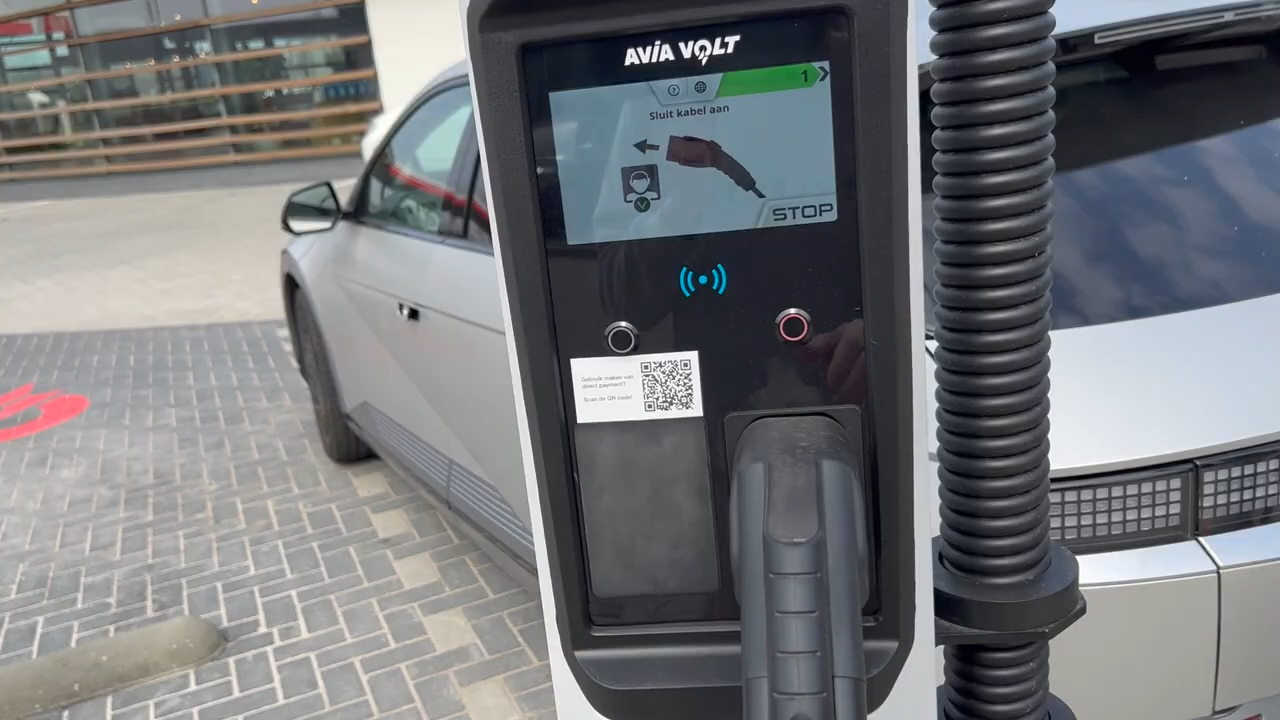 AVIA VOLT
1
Sluit kabel aan
STOP
Gebruik maken van
direct payment?
Scan de QR code!